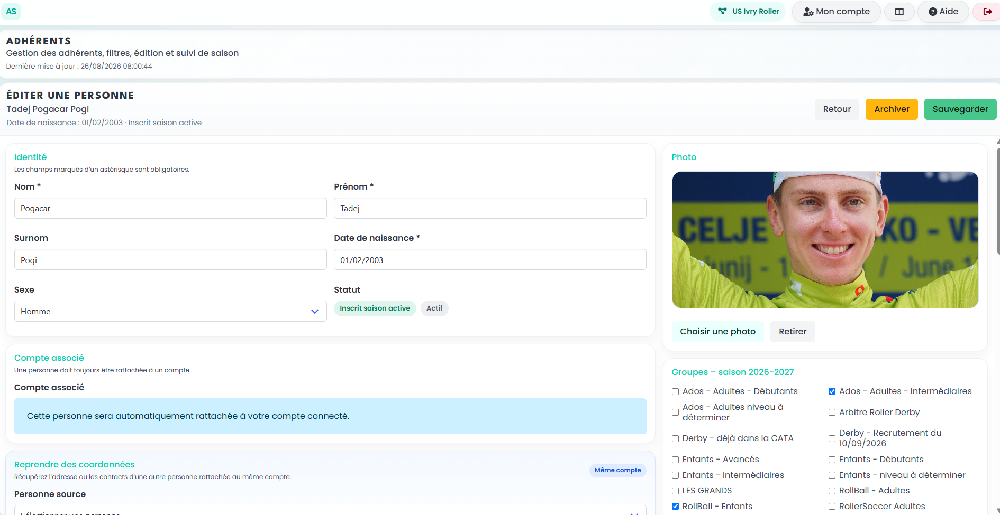 AS
US Ivry Roller
Mon compte
Aide
ADHÉRENTS
Gestion des adhérents, filtres, édition et suivi de saison
Dernière mise à jour : 26/08/2026 08:00:44
ÉDITER UNE PERSONNE
Tadej Pogacar Pogi
Date de naissance : 01/02/2003 · Inscrit saison active
Retour
Archiver
Sauvegarder
Identité
Les champs marqués d’un astérisque sont obligatoires.
Nom *
Prénom *
Pogacar
Tadej
Surnom
Date de naissance *
Pogi
01/02/2003
Sexe
Statut
Homme
Inscrit saison active
Actif
Compte associé
Une personne doit toujours être rattachée à un compte.
Compte associé
Cette personne sera automatiquement rattachée à votre compte connecté.
Reprendre des coordonnées
Récupérez l’adresse ou les contacts d’une autre personne rattachée au même compte.
Même compte
Personne source
Sélectionner une personne
Photo
CELJE
KO - VE
junij - 1
/ June 1
Choisir une photo
Retirer
Groupes – saison 2026-2027
Ados - Adultes - Débutants
Ados - Adultes - Intermédiaires
Ados - Adultes niveau à
déterminer
Arbitre Roller Derby
Derby - déjà dans la CATA
Derby - Recrutement du
10/09/2026
Enfants - Avancés
Enfants - Débutants
Enfants - Intermédiaires
Enfants - niveau à déterminer
LES GRANDS
RollBall - Adultes
RollBall - Enfants
RollerSoccer Adultes